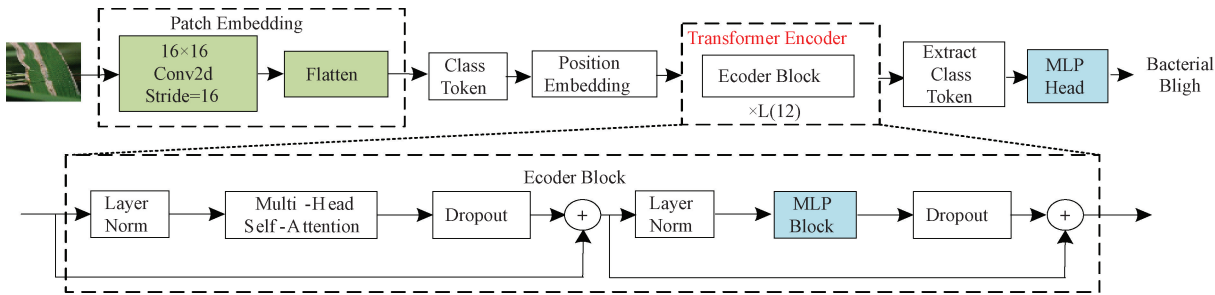 Patch Embedding
16×16
Conv2d
Stride=16
Flatten
Class
Token
Position
Embedding
Transformer Encoder
Ecoder Block
×L(12)
Extract
Class
Token
MLP
Head
Bacterial
Bligh
Ecoder Block
Layer
Norm
Multi -Head
Self -Attention
Dropout
+
Layer
Norm
MLP
Block
Dropout
+